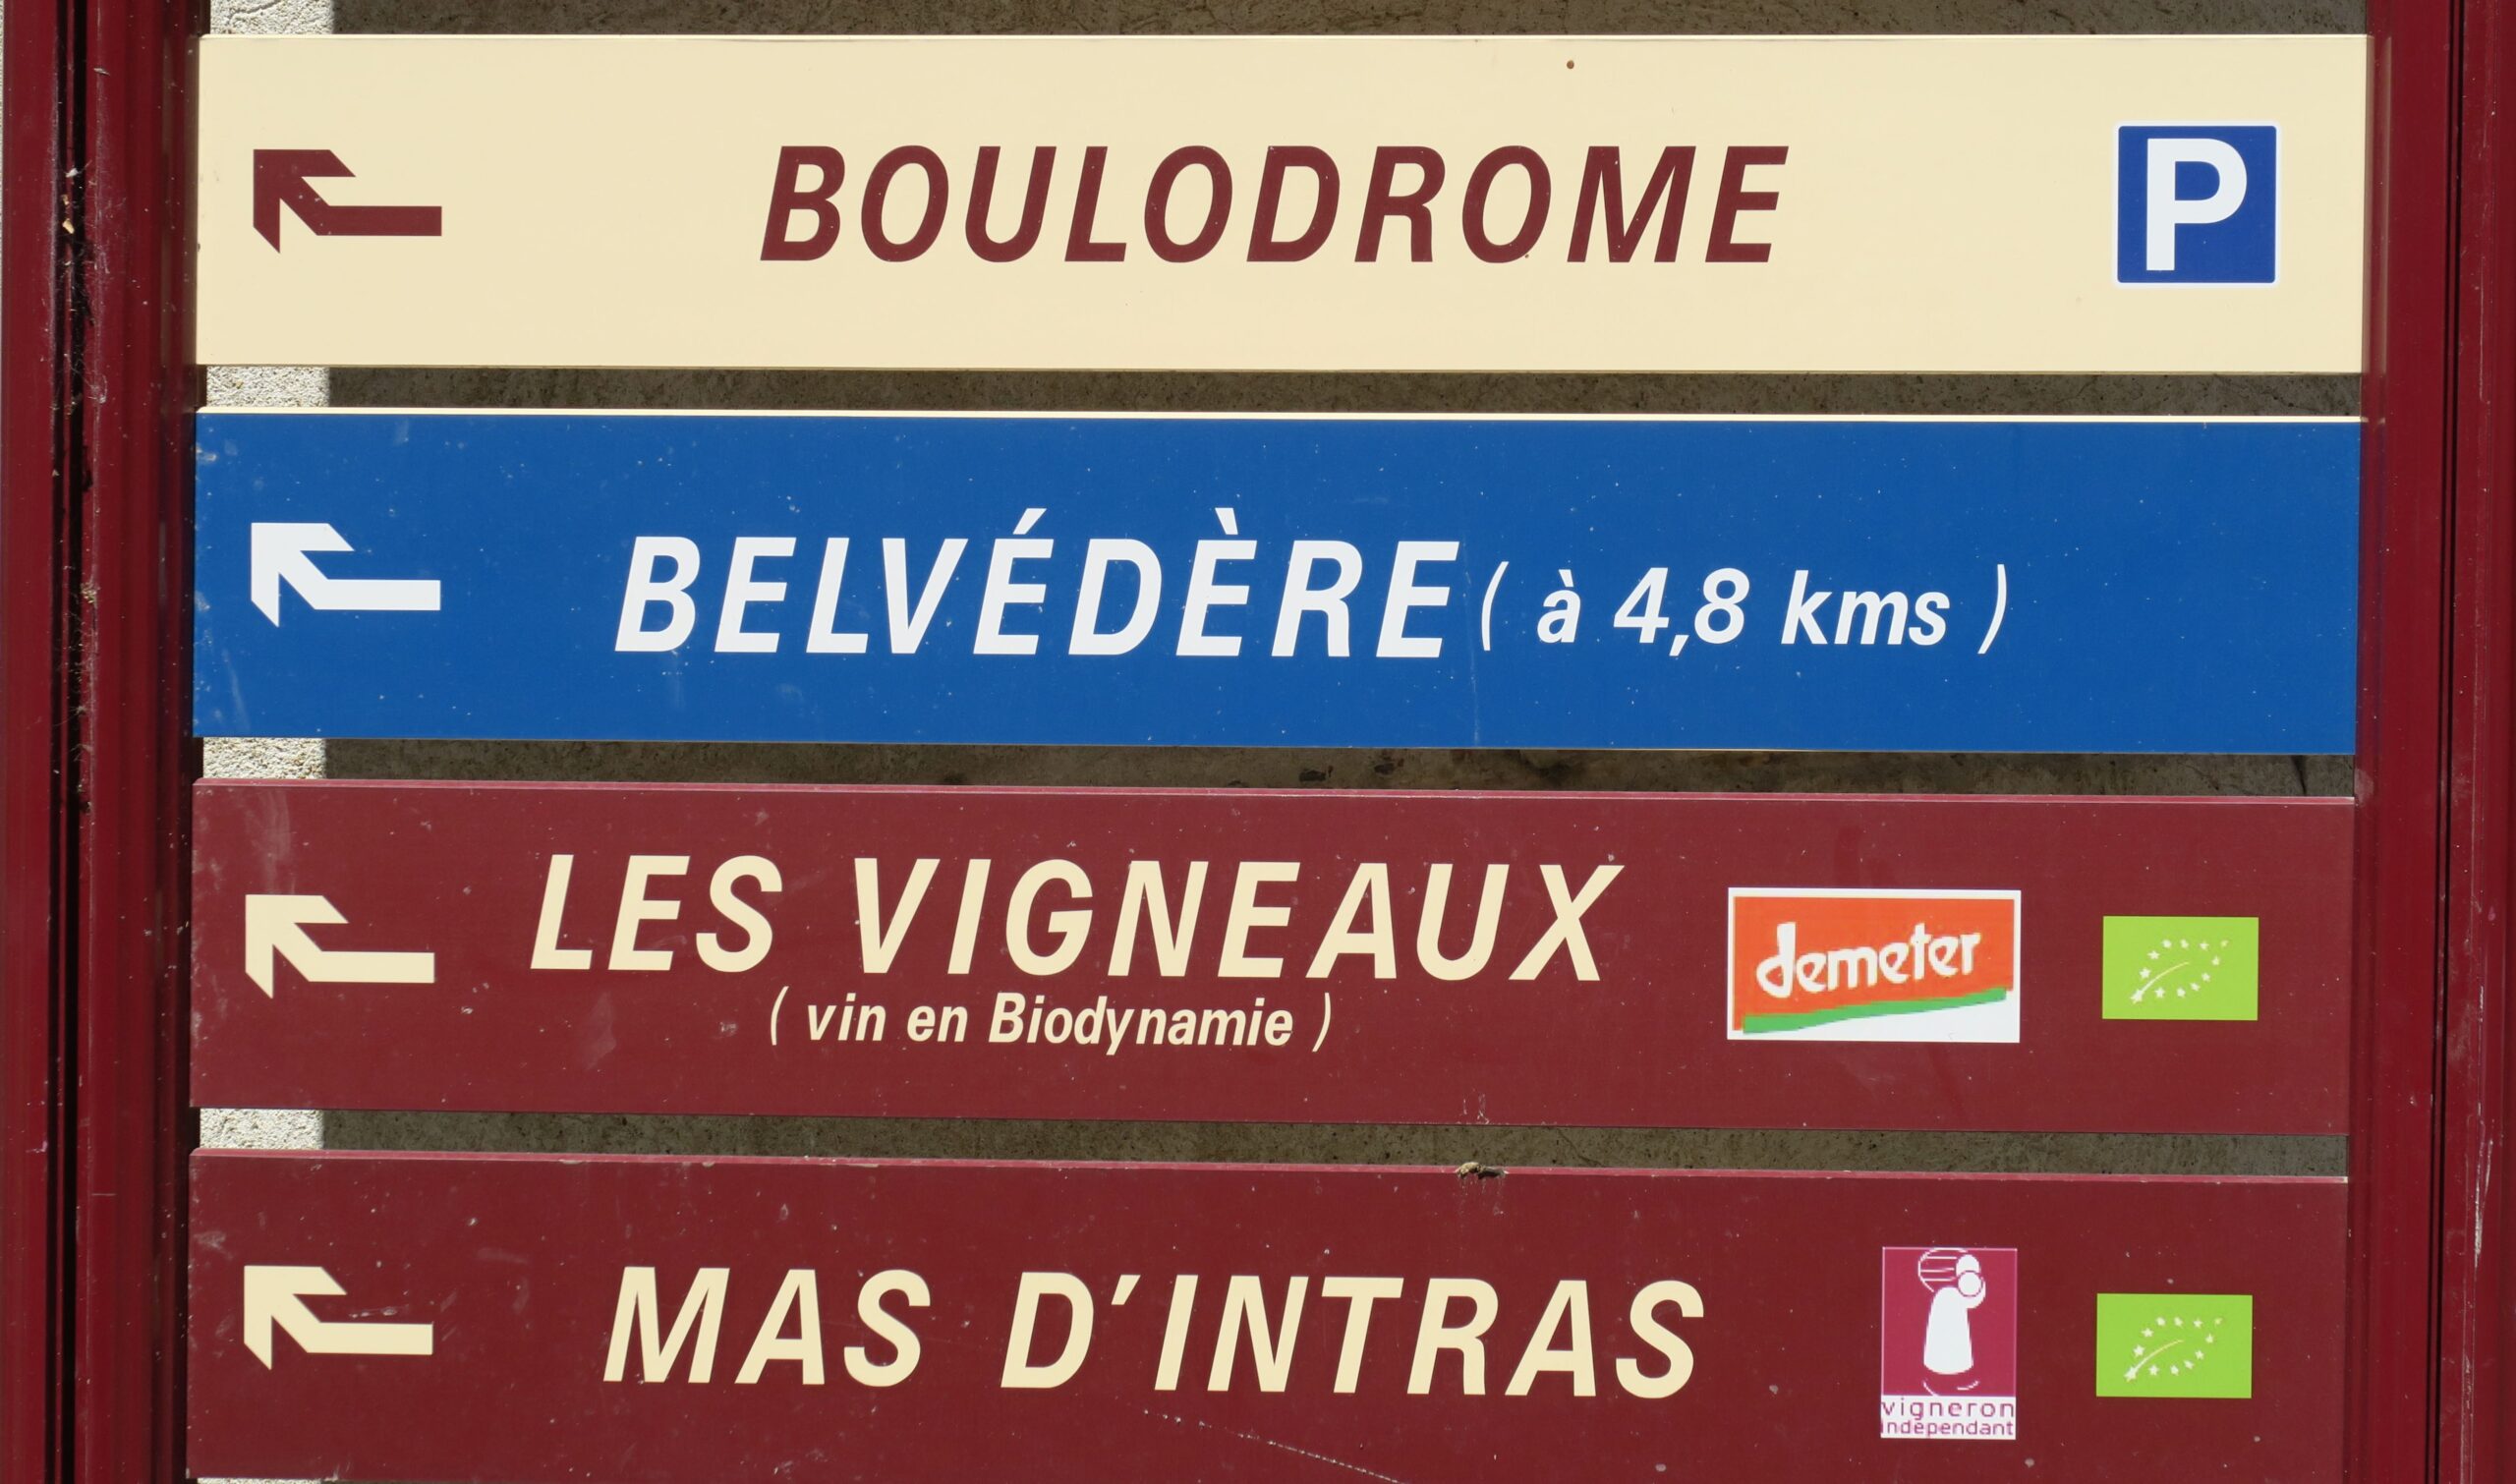 BOULODROME P
BELVÉDÈRE ( à 4,8 kms )
LES VIGNEAUX
( vin en Biodynamie )
demeter
MAS D'INTRAS
vigneron
indépendant